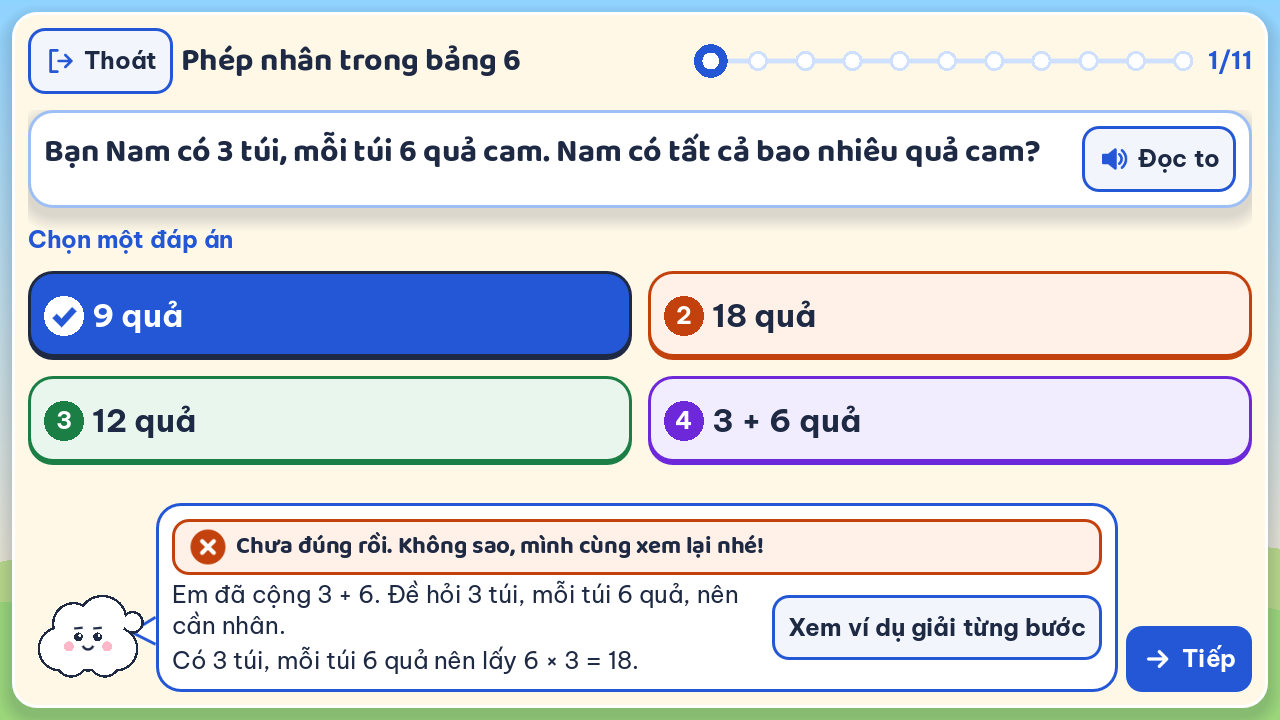 Thoát
Phép nhân trong bảng 6
1/11
Bạn Nam có 3 túi, mỗi túi 6 quả cam. Nam có tất cả bao nhiêu quả cam?
Đọc to
Chọn một đáp án
9 quả
2 18 quả
3 12 quả
4 3 + 6 quả
Chưa đúng rồi. Không sao, mình cùng xem lại nhé!
Em đã cộng 3 + 6. Đề hỏi 3 túi, mỗi túi 6 quả, nên
cần nhân.
Có 3 túi, mỗi túi 6 quả nên lấy 6 × 3 = 18.
Xem ví dụ giải từng bước
Tiếp